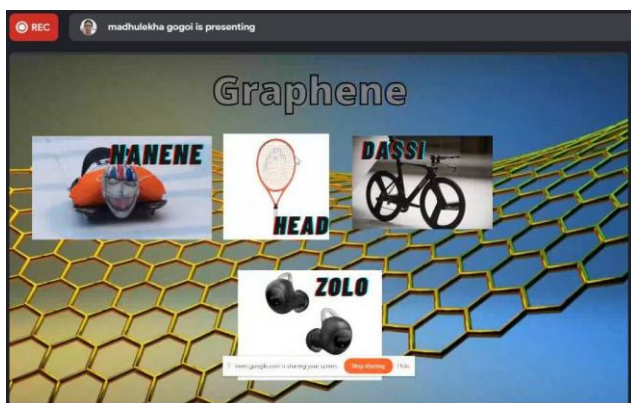 REC
madhulekha gogoi is presenting
Graphene
NANENE
HEAD
DASSI
ZOLO
meet.google.com is sharing your screen.
Stop sharing
Hide